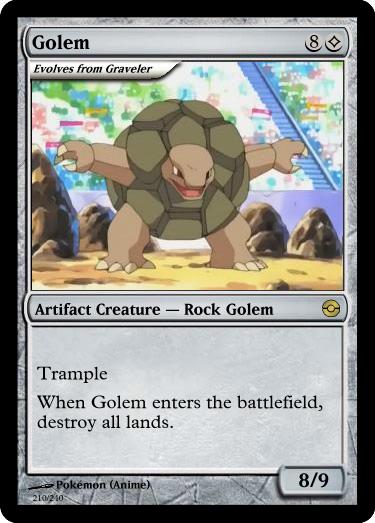 Golem 8
Evolves from Graveler
Artifact Creature — Rock Golem
Trample
When Golem enters the battlefield,
destroy all lands.
8/9
Pokémon (Anime)
210/240